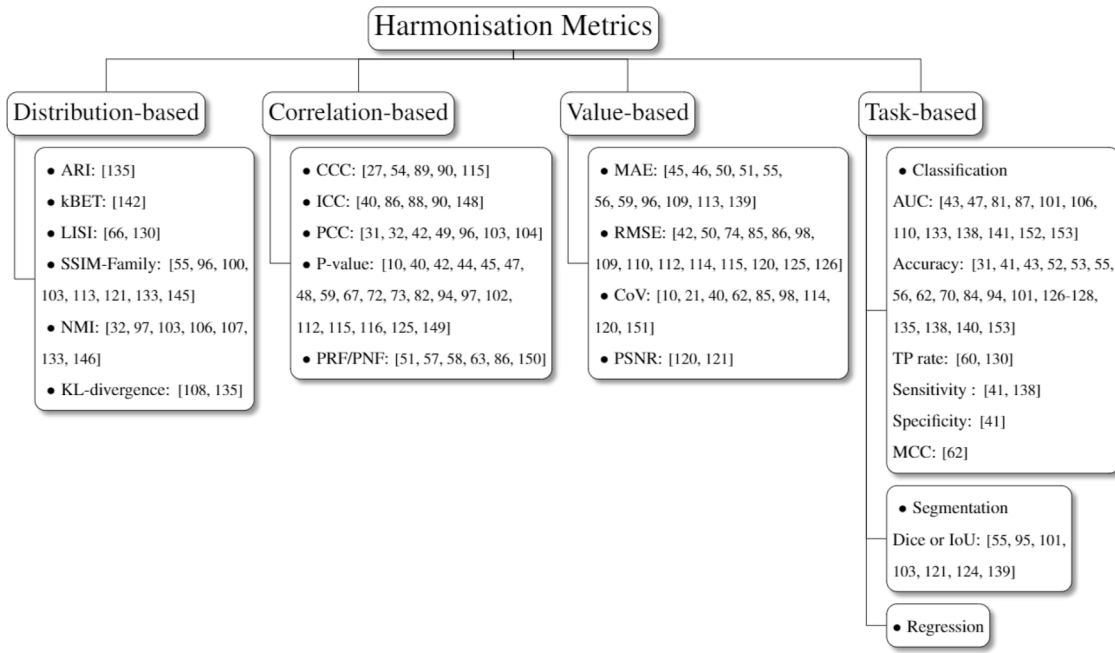 Harmonisation Metrics
Distribution-based
● ARI: [135]
● kBET: [142]
● LISI: [66, 130]
● SSIM-Family: [55, 96, 100,
103, 113, 121, 133, 145]
● NMI: [32, 97, 103, 106, 107,
133, 146]
● KL-divergence: [108, 135]
Correlation-based
● CCC: [27, 54, 89, 90, 115]
● ICC: [40, 86, 88, 90, 148]
● PCC: [31, 32, 42, 49, 96, 103, 104]
● P-value: [10, 40, 42, 44, 45, 47,
48, 59, 67, 72, 73, 82, 94, 97, 102,
112, 115, 116, 125, 149]
● PRF/PNF: [51, 57, 58, 63, 86, 150]
Value-based
● MAE: [45, 46, 50, 51, 55,
56, 59, 96, 109, 113, 139]
● RMSE: [42, 50, 74, 85, 86, 98,
109, 110, 112, 114, 115, 120, 125, 126]
● CoV: [10, 21, 40, 62, 85, 98, 114,
120, 151]
● PSNR: [120, 121]
Task-based
● Classification
AUC: [43, 47, 81, 87, 101, 106,
110, 133, 138, 141, 152, 153]
Accuracy: [31, 41, 43, 52, 53, 55,
56, 62, 70, 84, 94, 101, 126-128,
135, 138, 140, 153]
TP rate: [60, 130]
Sensitivity : [41, 138]
Specificity: [41]
MCC: [62]
● Segmentation
Dice or IoU: [55, 95, 101,
103, 121, 124, 139]
● Regression